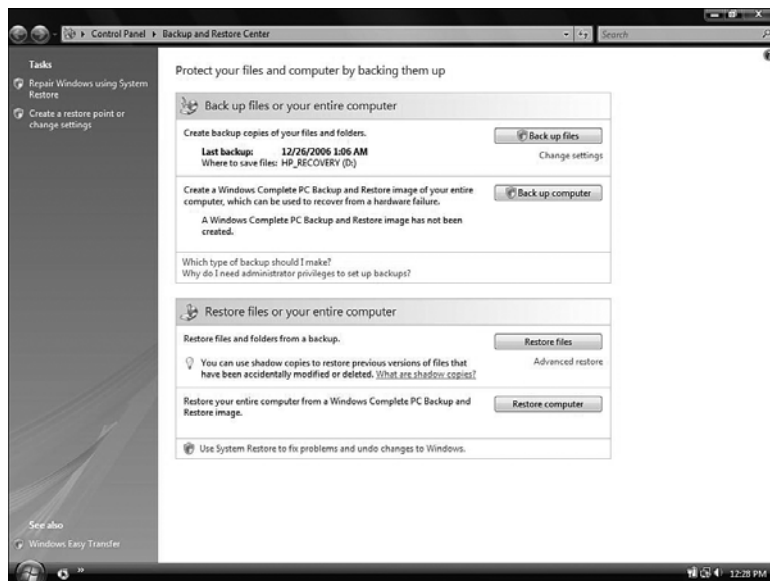 Control Panel ▸ Backup and Restore Center
Search
Tasks
Repair Windows using System
Restore
Create a restore point or
change settings
Protect your files and computer by backing them up
Back up files or your entire computer
Create backup copies of your files and folders.
Back up files
Last backup: 12/26/2006 1:06 AM
Where to save files: HP_RECOVERY (D:)
Change settings
Create a Windows Complete PC Backup and Restore image of your entire
computer, which can be used to recover from a hardware failure.
Back up computer
A Windows Complete PC Backup and Restore image has not been
created.
Which type of backup should I make?
Why do I need administrator privileges to set up backups?
Restore files or your entire computer
Restore files and folders from a backup.
Restore files
You can use shadow copies to restore previous versions of files that
have been accidentally modified or deleted. What are shadow copies?
Advanced restore
Restore your entire computer from a Windows Complete PC Backup and
Restore image.
Restore computer
Use System Restore to fix problems and undo changes to Windows.
See also
Windows Easy Transfer
12:28 PM